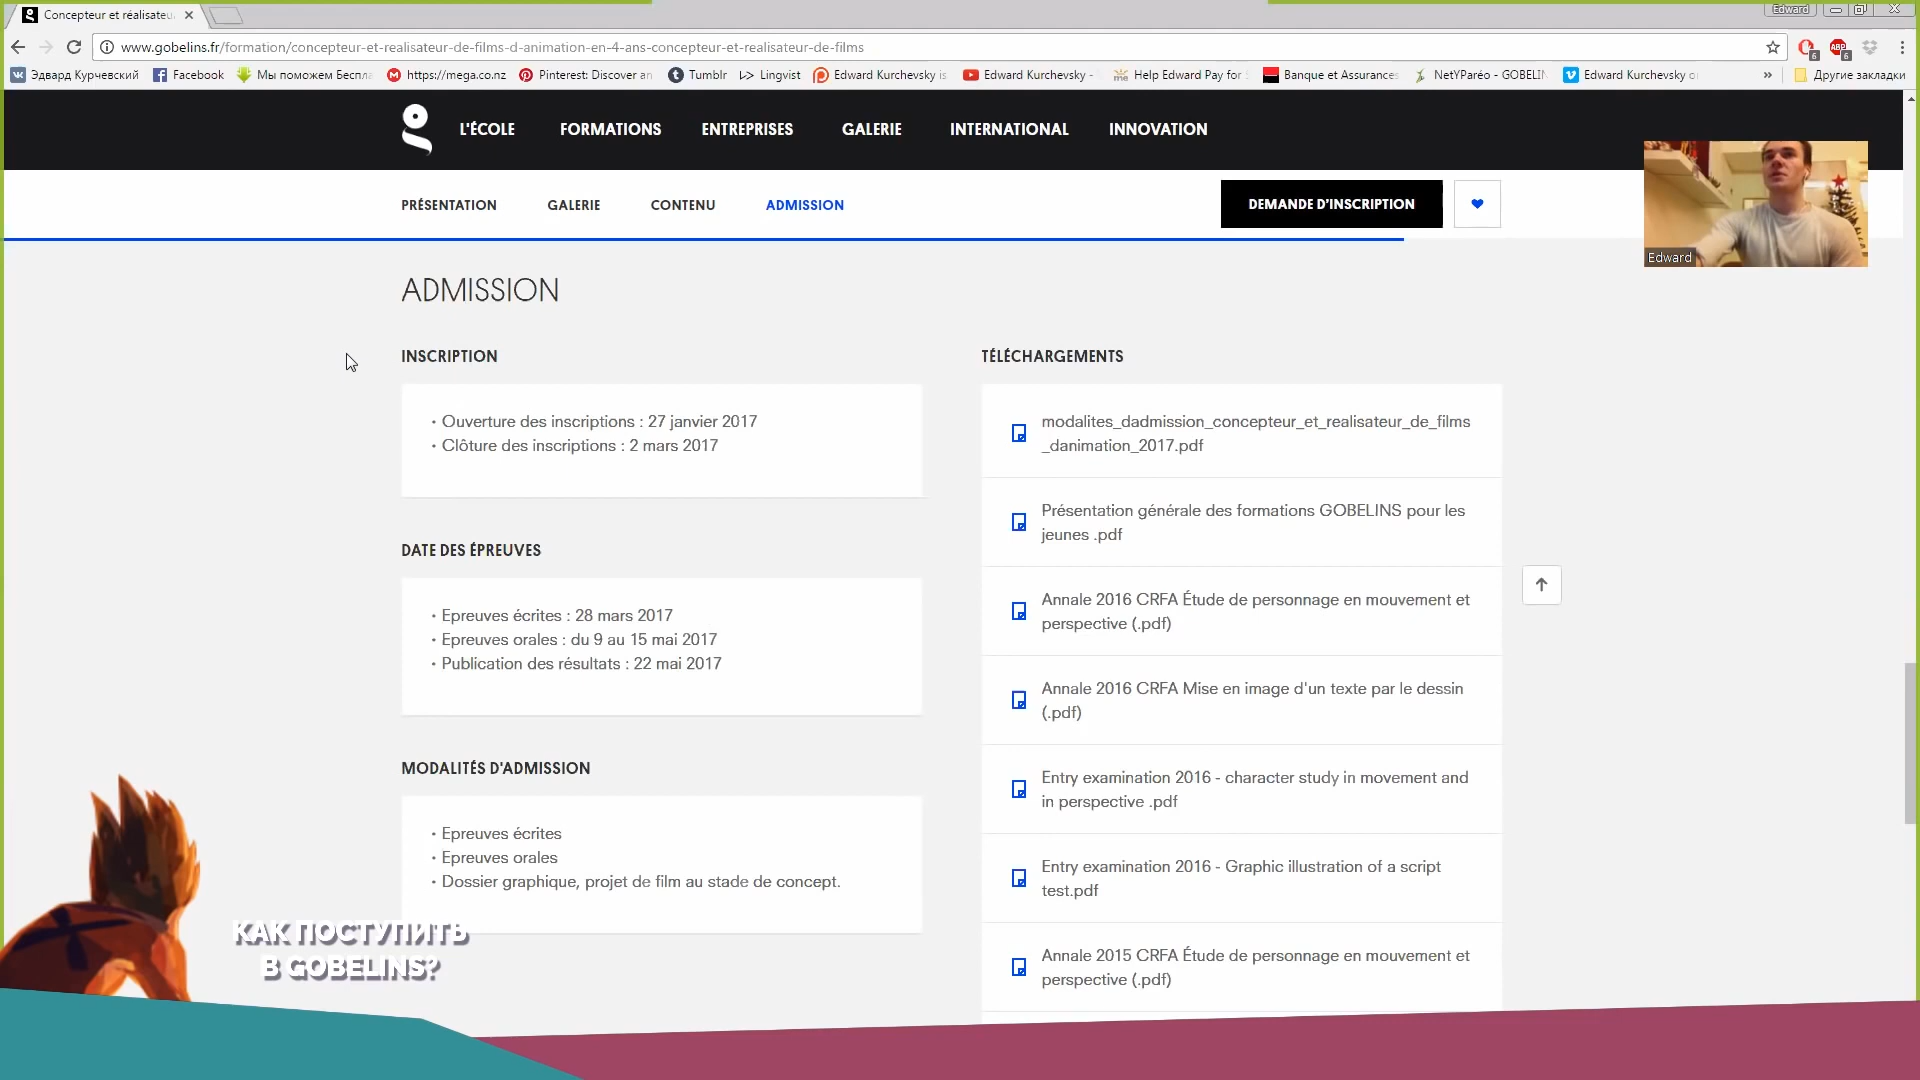 Concepteur et réalisateu
Edward
www.gobelins.fr/formation/concepteur-et-realisateur-de-films-d-animation-en-4-ans-concepteur-et-realisateur-de-films
ABP
6
6
Эдвард Курчевский
Facebook
Мы поможем Беспла
https://mega.co.nz
Pinterest: Discover an
Tumblr
Lingvist
Edward Kurchevsky is
Edward Kurchevsky -
Help Edward Pay for
Banque et Assurances
NetYParéo - GOBELIN
Edward Kurchevsky o
»
Другие закладки
L'ÉCOLE
FORMATIONS
ENTREPRISES
GALERIE
INTERNATIONAL
INNOVATION
PRÉSENTATION
GALERIE
CONTENU
ADMISSION
DEMANDE D'INSCRIPTION
Edward
ADMISSION
INSCRIPTION
• Ouverture des inscriptions : 27 janvier 2017
• Clôture des inscriptions : 2 mars 2017
DATE DES ÉPREUVES
• Epreuves écrites : 28 mars 2017
• Epreuves orales : du 9 au 15 mai 2017
• Publication des résultats : 22 mai 2017
MODALITÉS D'ADMISSION
• Epreuves écrites
• Epreuves orales
• Dossier graphique, projet de film au stade de concept.
TÉLÉCHARGEMENTS
modalites_dadmission_concepteur_et_realisateur_de_films
_danimation_2017.pdf
Présentation générale des formations GOBELINS pour les
jeunes .pdf
Annale 2016 CRFA Étude de personnage en mouvement et
perspective (.pdf)
Annale 2016 CRFA Mise en image d'un texte par le dessin
(.pdf)
Entry examination 2016 - character study in movement and
in perspective .pdf
Entry examination 2016 - Graphic illustration of a script
test.pdf
Annale 2015 CRFA Étude de personnage en mouvement et
perspective (.pdf)
КАК ПОСТУПИТЬ
В GOBELINS?